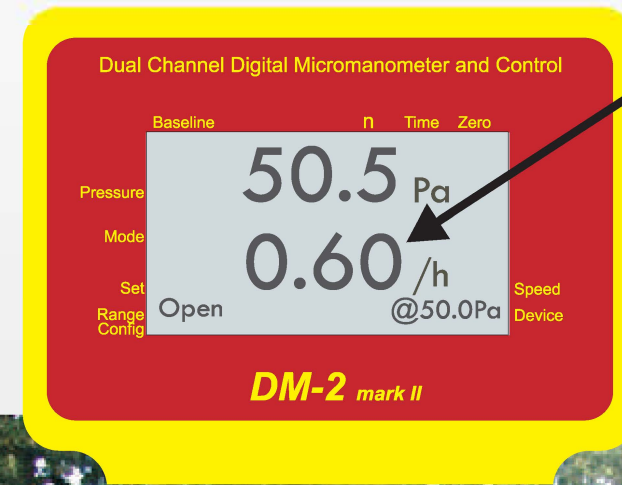 Dual Channel Digital Micromanometer and Control
Baseline n Time Zero
Pressure 50.5 Pa
Mode
0.60 /h
Set Speed
Range Open @50.0Pa Device
Config
DM-2 mark II